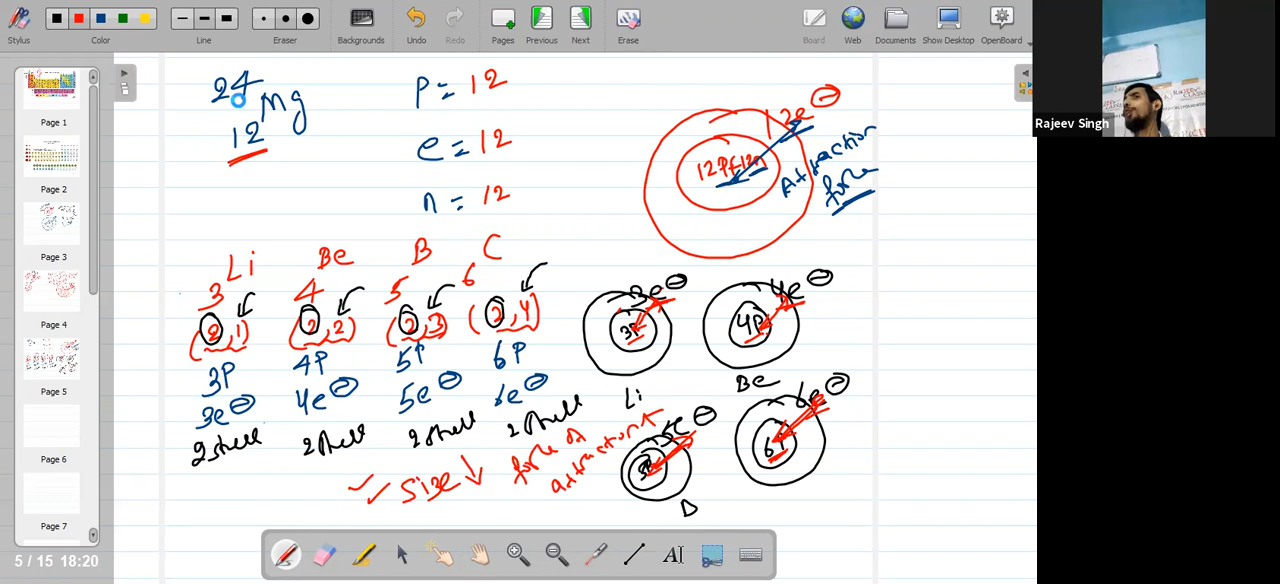 Stylus
Color
Line
Eraser
Backgrounds
Undo
Redo
Pages
Previous
Next
Erase
Board
Web
Documents
Show Desktop
OpenBoard
Rajeev Singh
Page 1
Page 2
Page 3
Page 4
Page 5
Page 6
Page 7
5 / 15 18:20
24
12 Mg
P = 12
e = 12
n = 12
12e⊖
12P+12n
Attraction
force
Li Be B C
3 4 5 6
(2,1) (2,2) (2,3) (2,4)
3P 4P 5P 6P
3e⊖ 4e⊖ 5e⊖ 6e⊖
2 shell 2 shell 2 shell 2 shell
Size ↓
force of
attraction ↑
3e⊖
3P
Li
4e⊖
4P
Be
5e⊖
B
6e⊖
6P